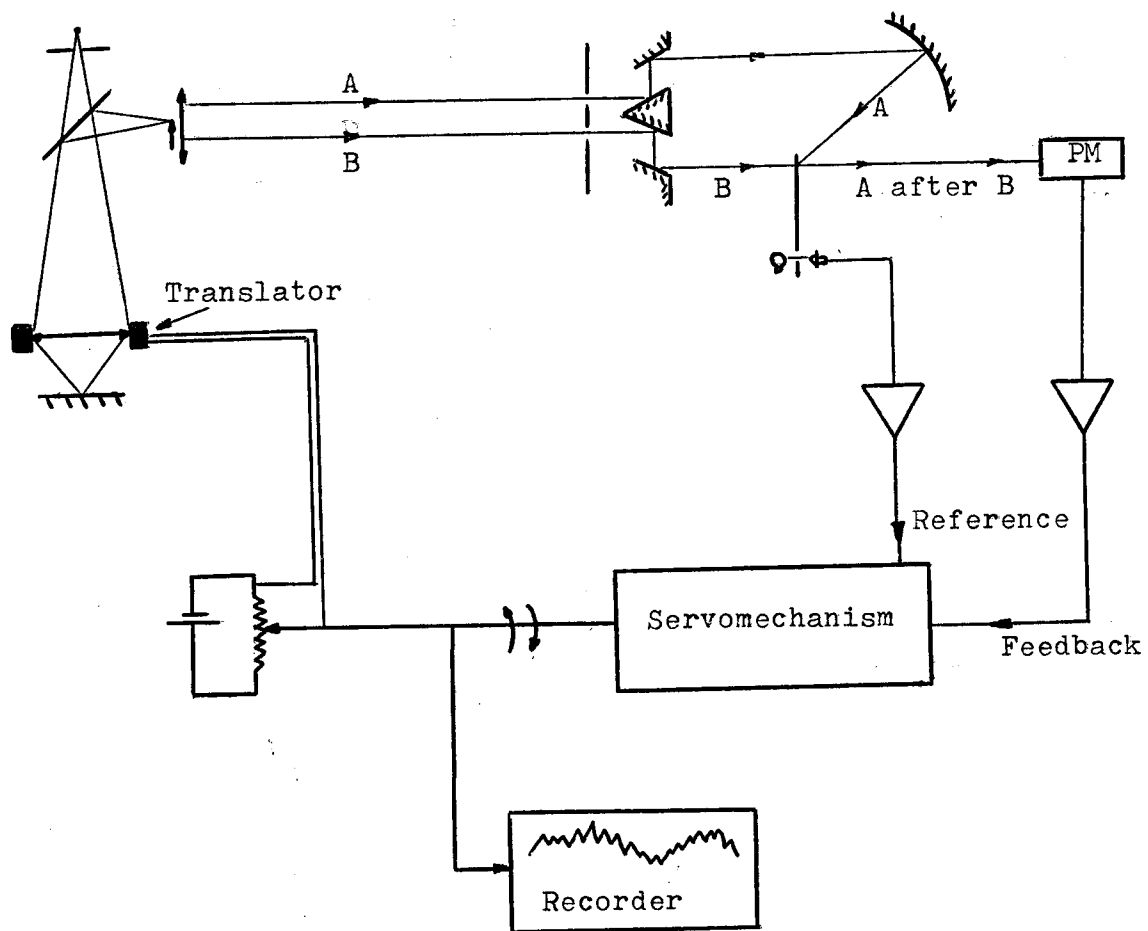 A
B
B
A
PM
B
A after B
Translator
Reference
Servomechanism
Feedback
Recorder